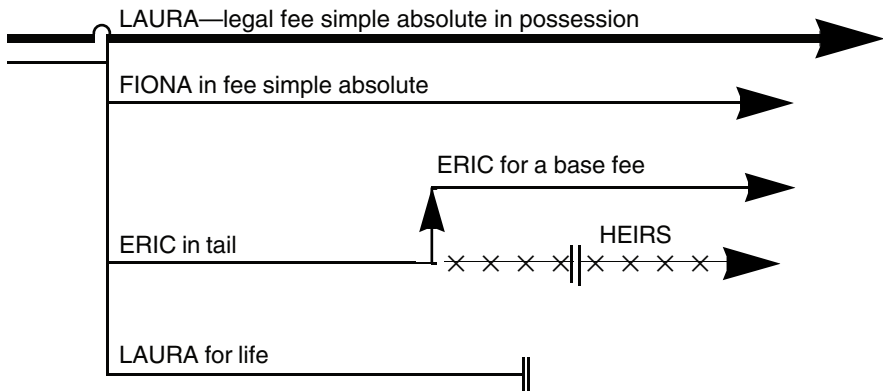 LAURA—legal fee simple absolute in possession
FIONA in fee simple absolute
ERIC for a base fee
ERIC in tail
HEIRS
LAURA for life